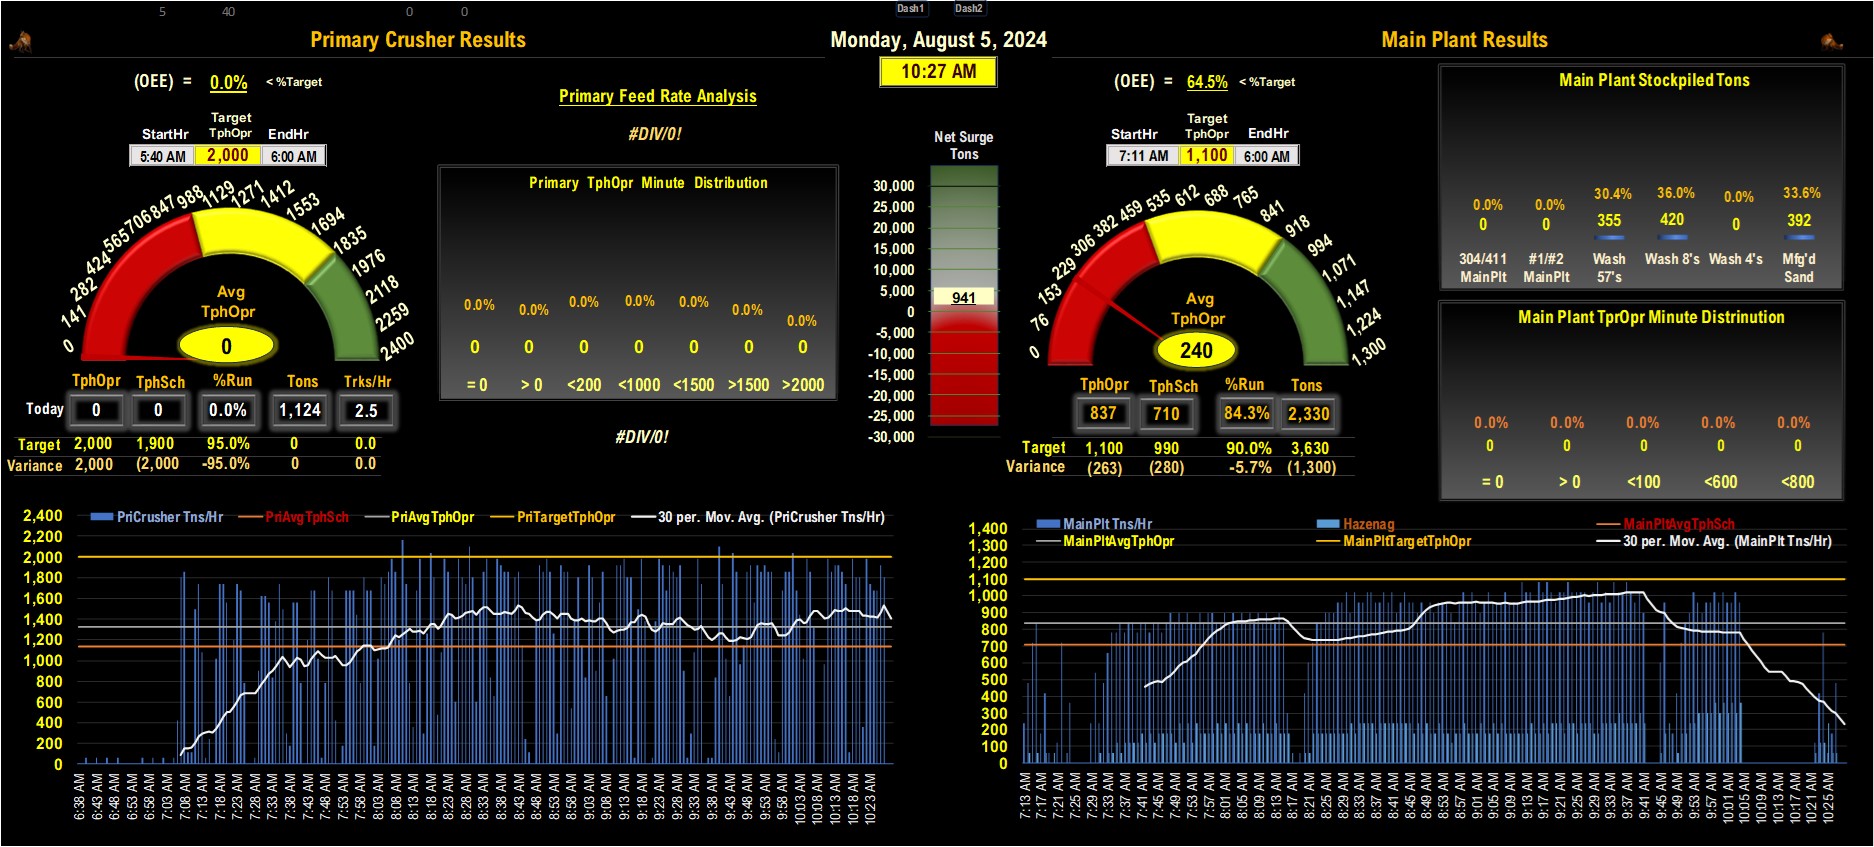 5 40 0 0 Dash1 Dash2
Primary Crusher Results
Monday, August 5, 2024
Main Plant Results
10:27 AM
(OEE) = 0.0% < %Target
Target
StartHr TphOpr EndHr
5:40 AM 2,000 6:00 AM
0 141 282 424 565 706 847 988 1129 1271 1412 1553 1694 1835 1976 2118 2259 2400
Avg
TphOpr
0
TphOpr TphSch %Run Tons Trks/Hr
Today 0 0 0.0% 1,124 2.5
Target 2,000 1,900 95.0% 0 0.0
Variance 2,000 (2,000 -95.0% 0 0.0
Primary Feed Rate Analysis
#DIV/0!
Primary TphOpr Minute Distribution
0.0% 0.0% 0.0% 0.0% 0.0% 0.0% 0.0%
0 0 0 0 0 0 0
= 0 > 0 <200 <1000 <1500 >1500 >2000
#DIV/0!
Net Surge
Tons
30,000
25,000
20,000
15,000
10,000
5,000
941
0
-5,000
-10,000
-15,000
-20,000
-25,000
-30,000
(OEE) = 64.5% < %Target
Target
StartHr TphOpr EndHr
7:11 AM 1,100 6:00 AM
0 76 153 229 306 382 459 535 612 688 765 841 918 994 1,071 1,147 1,224 1,300
Avg
TphOpr
240
TphOpr TphSch %Run Tons
837 710 84.3% 2,330
Target 1,100 990 90.0% 3,630
Variance (263) (280) -5.7% (1,300)
Main Plant Stockpiled Tons
0.0% 0.0% 30.4% 36.0% 0.0% 33.6%
0 0 355 420 0 392
304/411 #1/#2 Wash Wash 8's Wash 4's Mfg'd
MainPlt MainPlt 57's Sand
Main Plant TprOpr Minute Distrinution
0.0% 0.0% 0.0% 0.0% 0.0%
0 0 0 0 0
= 0 > 0 <100 <600 <800
PriCrusher Tns/Hr PriAvgTphSch PriAvgTphOpr PriTargetTphOpr 30 per. Mov. Avg. (PriCrusher Tns/Hr)
2,400
2,200
2,000
1,800
1,600
1,400
1,200
1,000
800
600
400
200
0
6:38 AM 6:43 AM 6:48 AM 6:53 AM 6:58 AM 7:03 AM 7:08 AM 7:13 AM 7:18 AM 7:23 AM 7:28 AM 7:33 AM 7:38 AM 7:43 AM 7:48 AM 7:53 AM 7:58 AM 8:03 AM 8:08 AM 8:13 AM 8:18 AM 8:23 AM 8:28 AM 8:33 AM 8:38 AM 8:43 AM 8:48 AM 8:53 AM 8:58 AM 9:03 AM 9:08 AM 9:13 AM 9:18 AM 9:23 AM 9:28 AM 9:33 AM 9:38 AM 9:43 AM 9:48 AM 9:53 AM 9:58 AM 10:03 AM 10:08 AM 10:13 AM 10:18 AM 10:23 AM
MainPlt Tns/Hr Hazenag MainPltAvgTphSch
MainPltAvgTphOpr MainPltTargetTphOpr 30 per. Mov. Avg. (MainPlt Tns/Hr)
1,400
1,300
1,200
1,100
1,000
900
800
700
600
500
400
300
200
100
0
7:13 AM 7:17 AM 7:21 AM 7:25 AM 7:29 AM 7:33 AM 7:37 AM 7:41 AM 7:45 AM 7:49 AM 7:53 AM 7:57 AM 8:01 AM 8:05 AM 8:09 AM 8:13 AM 8:17 AM 8:21 AM 8:25 AM 8:29 AM 8:33 AM 8:37 AM 8:41 AM 8:45 AM 8:49 AM 8:53 AM 8:57 AM 9:01 AM 9:05 AM 9:09 AM 9:13 AM 9:17 AM 9:21 AM 9:25 AM 9:29 AM 9:33 AM 9:37 AM 9:41 AM 9:45 AM 9:49 AM 9:53 AM 9:57 AM 10:01 AM 10:05 AM 10:09 AM 10:13 AM 10:17 AM 10:21 AM 10:25 AM